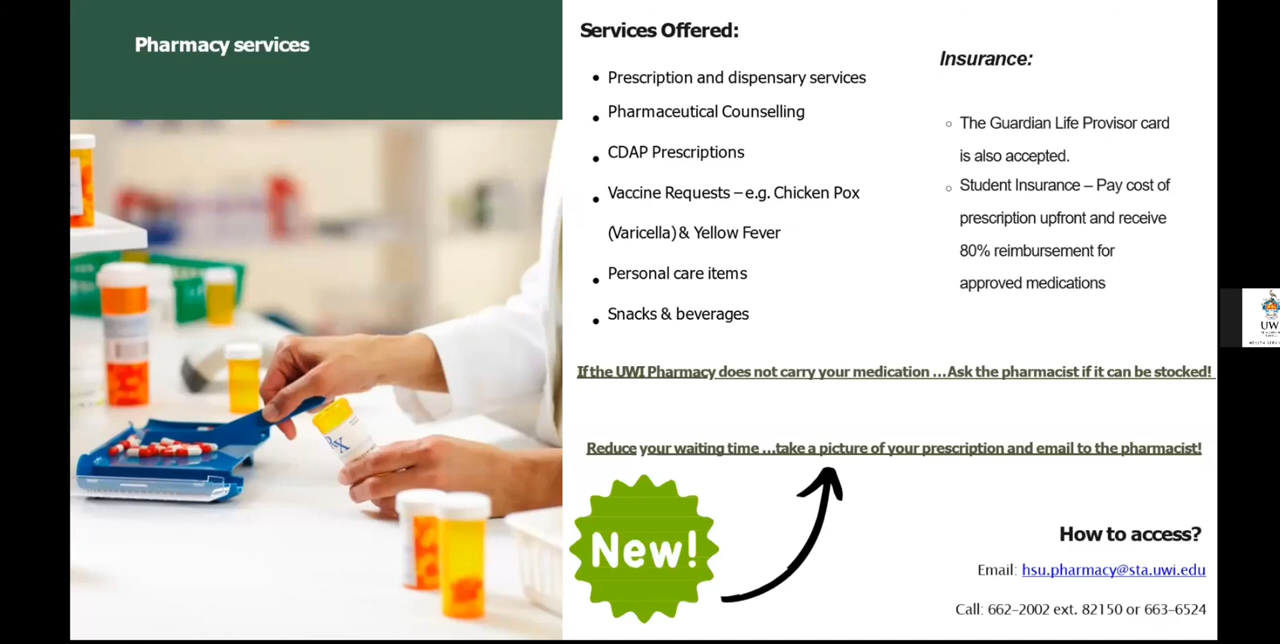 Pharmacy services
Services Offered:
• Prescription and dispensary services
• Pharmaceutical Counselling
• CDAP Prescriptions
• Vaccine Requests – e.g. Chicken Pox
(Varicella) & Yellow Fever
• Personal care items
• Snacks & beverages
Insurance:
○ The Guardian Life Provisor card
is also accepted.
○ Student Insurance – Pay cost of
prescription upfront and receive
80% reimbursement for
approved medications
If the UWI Pharmacy does not carry your medication ...Ask the pharmacist if it can be stocked!
Reduce your waiting time ...take a picture of your prescription and email to the pharmacist!
New!
How to access?
Email: hsu.pharmacy@sta.uwi.edu
Call: 662-2002 ext. 82150 or 663-6524
RX
UW